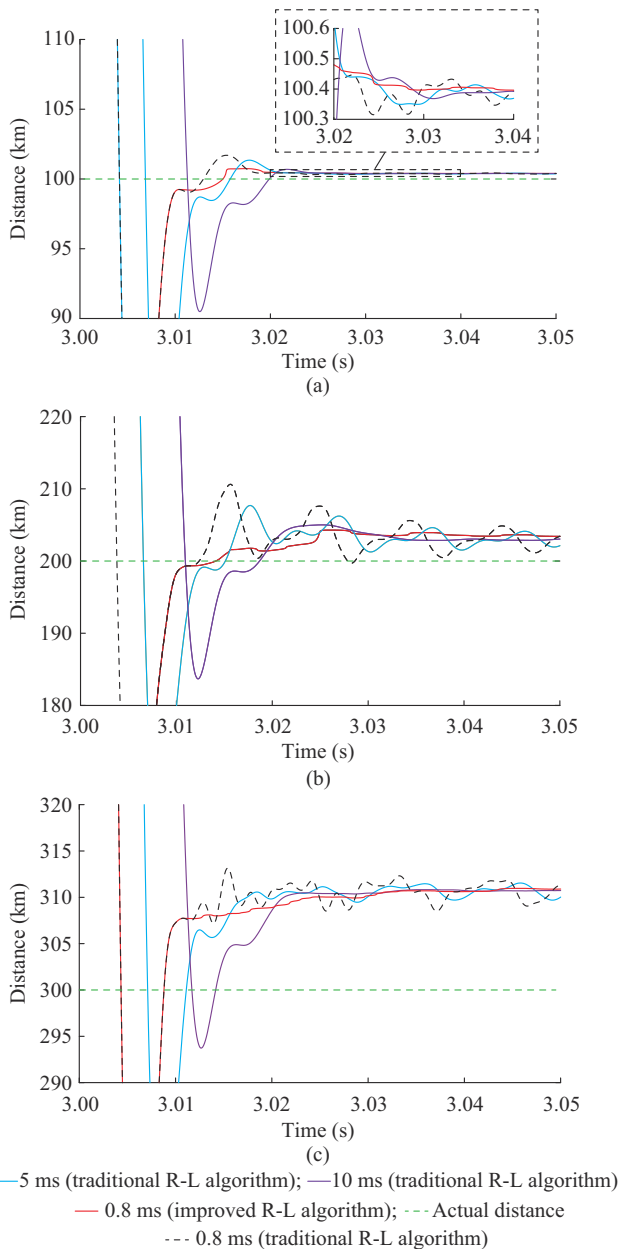 110
105
100
95
90
Distance (km)
100.6
100.5
100.4
100.3
3.02 3.03 3.04
3.00 3.01 3.02 3.03 3.04 3.05
Time (s)
(a)
220
210
200
190
180
Distance (km)
3.00 3.01 3.02 3.03 3.04 3.05
Time (s)
(b)
320
310
305
300
295
290
Distance (km)
3.00 3.01 3.02 3.03 3.04 3.05
Time (s)
(c)
5 ms (traditional R-L algorithm); 10 ms (traditional R-L algorithm)
0.8 ms (improved R-L algorithm); Actual distance
0.8 ms (traditional R-L algorithm)